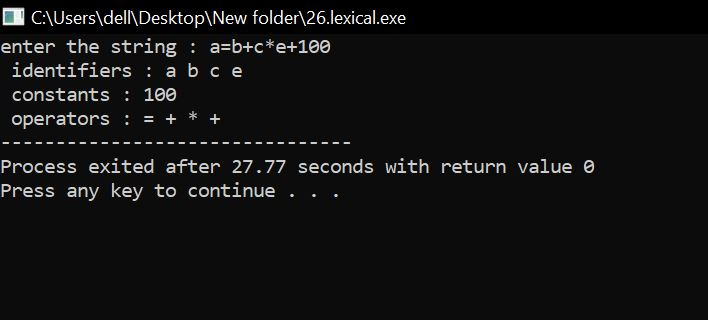 C:\Users\dell\Desktop\New folder\26.lexical.exe
enter the string : a=b+c*e+100
 identifiers : a b c e
 constants : 100
 operators : = + * +
--------------------------------
Process exited after 27.77 seconds with return value 0
Press any key to continue . . .